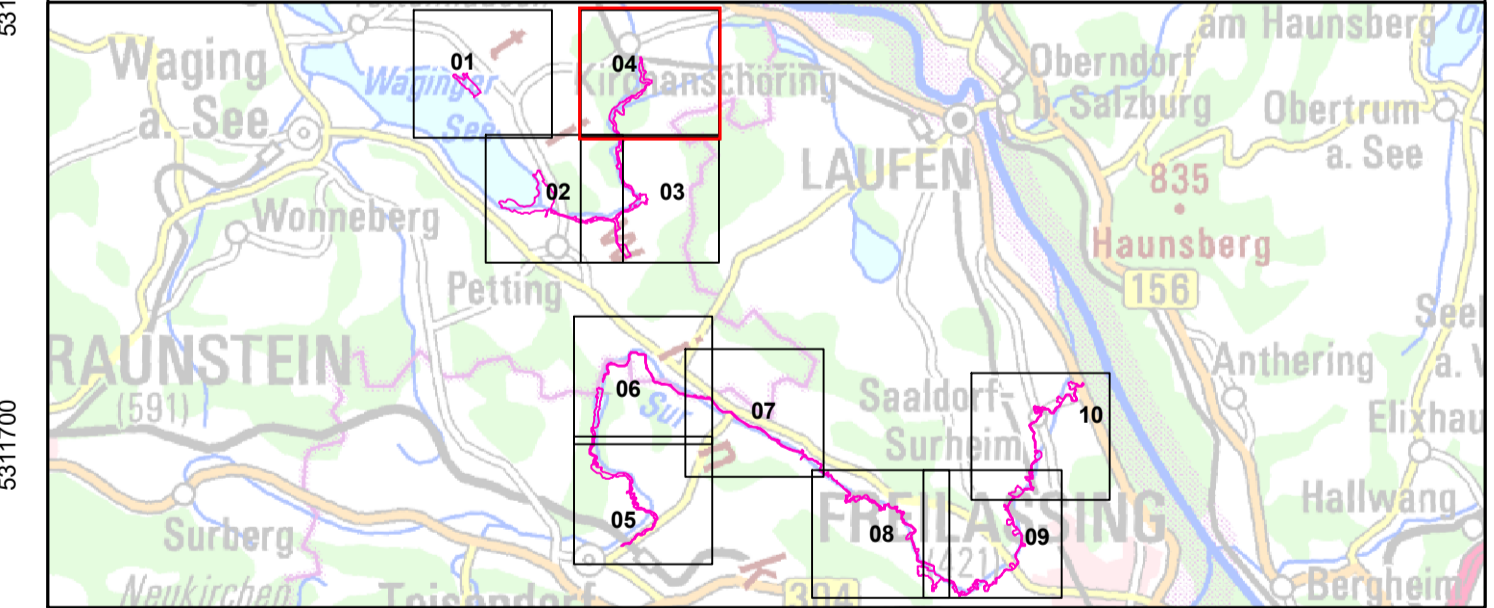 Waging
a. See
Waginger
See
Kirchanschöring
am Haunsberg
Oberndorf
b. Salzburg
Obertrum
a. See
LAUFEN
835
Haunsberg
156
Wonneberg
Petting
RAUNSTEIN
(591)
Sur
Saaldorf-
Surheim
Anthering
Seel
a. V
Elixhau
Hallwang
Bergheim
FREILASSING
(421)
Surberg
Neukirchen
Teisendorf
304
01
02
03
04
05
06
07
08
09
10
5311700
531